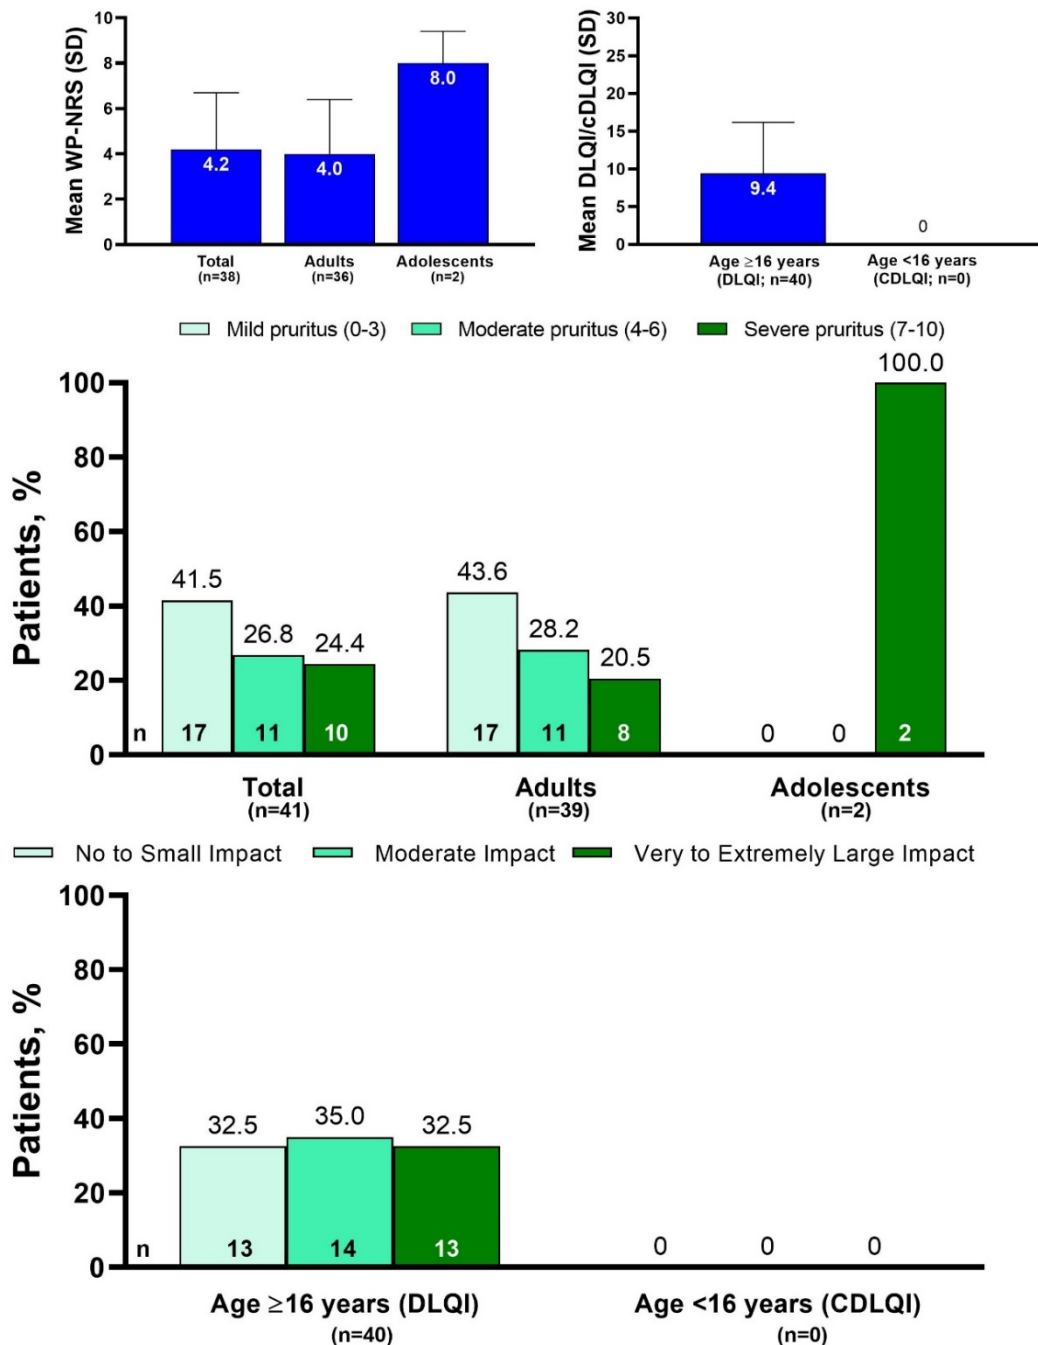 Mean WP-NRS (SD)
10
8
6
4
2
0
4.2
4.0
8.0
Total
(n=38)
Adults
(n=36)
Adolescents
(n=2)
Mean DLQI/cDLQI (SD)
30
25
20
15
10
5
0
9.4
0
Age ≥16 years
(DLQI; n=40)
Age <16 years
(CDLQI; n=0)
Mild pruritus (0-3) Moderate pruritus (4-6) Severe pruritus (7-10)
Patients, %
100
80
60
40
20
0
41.5
26.8
24.4
43.6
28.2
20.5
0
0
100.0
n 17 11 10 17 11 8 2
Total
(n=41)
Adults
(n=39)
Adolescents
(n=2)
No to Small Impact Moderate Impact Very to Extremely Large Impact
Patients, %
100
80
60
40
20
0
32.5
35.0
32.5
0
0
0
n 13 14 13
Age ≥16 years (DLQI)
(n=40)
Age <16 years (CDLQI)
(n=0)